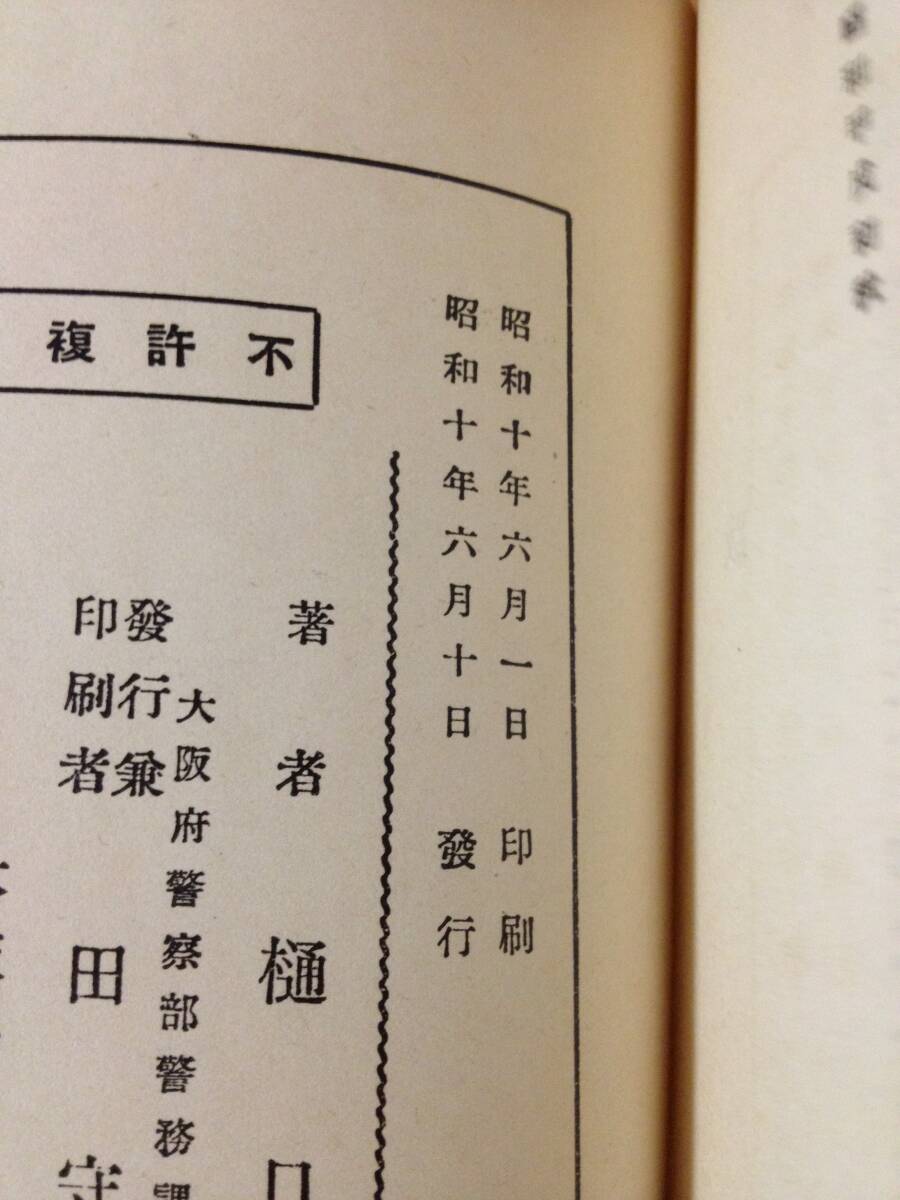 昭和十年六月一日　印刷
昭和十年六月十日　發行
不許複
著者　樋
大阪府警察部警務課
發行兼
印刷者　田守